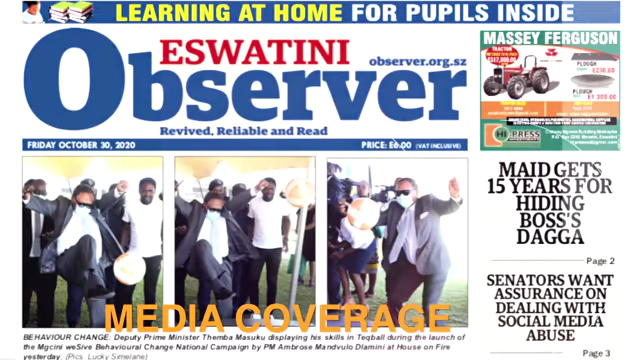 LEARNING AT HOME FOR PUPILS INSIDE
ESWATINI
Observer
observer.org.sz
Revived, Reliable and Read
FRIDAY OCTOBER 30, 2020
PRICE: E6.00 (VAT INCLUSIVE)
MASSEY FERGUSON
TRACTOR
PLOUGH
PLOUGH
PRESS
MAID GETS
15 YEARS FOR
HIDING
BOSS'S
DAGGA
Page 2
SENATORS WANT
ASSURANCE ON
DEALING WITH
SOCIAL MEDIA
ABUSE
Page 3
MEDIA COVERAGE
BEHAVIOUR CHANGE: Deputy Prime Minister Themba Masuku displaying his skills in Teqball during the launch of
the Mgcini weSive Behavioural Change National Campaign by PM Ambrose Mandvulo Dlamini at House on Fire
yesterday. (Pics: Lucky Simelane)